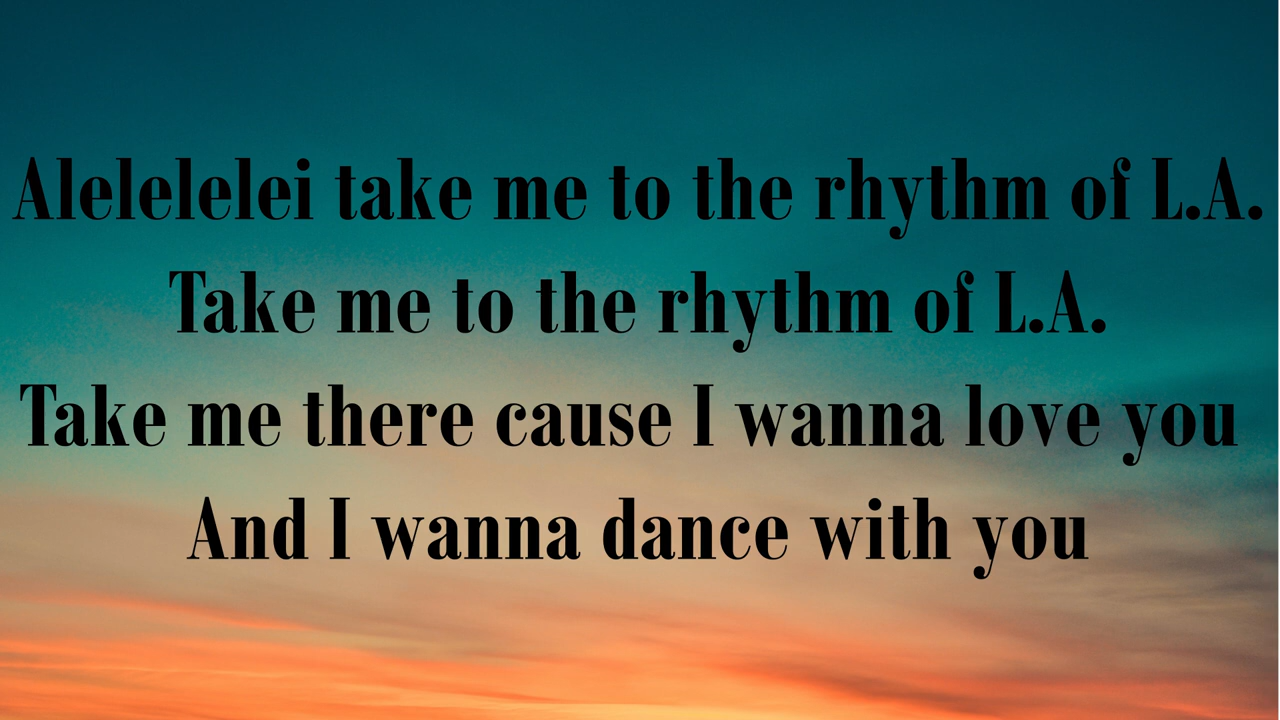 Alelelelei take me to the rhythm of L.A.
Take me to the rhythm of L.A.
Take me there cause I wanna love you
And I wanna dance with you